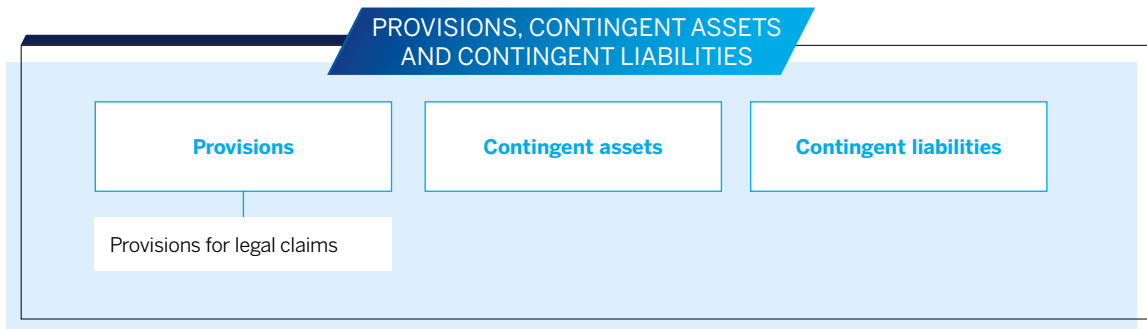 PROVISIONS, CONTINGENT ASSETS
AND CONTINGENT LIABILITIES
Provisions
Contingent assets
Contingent liabilities
Provisions for legal claims